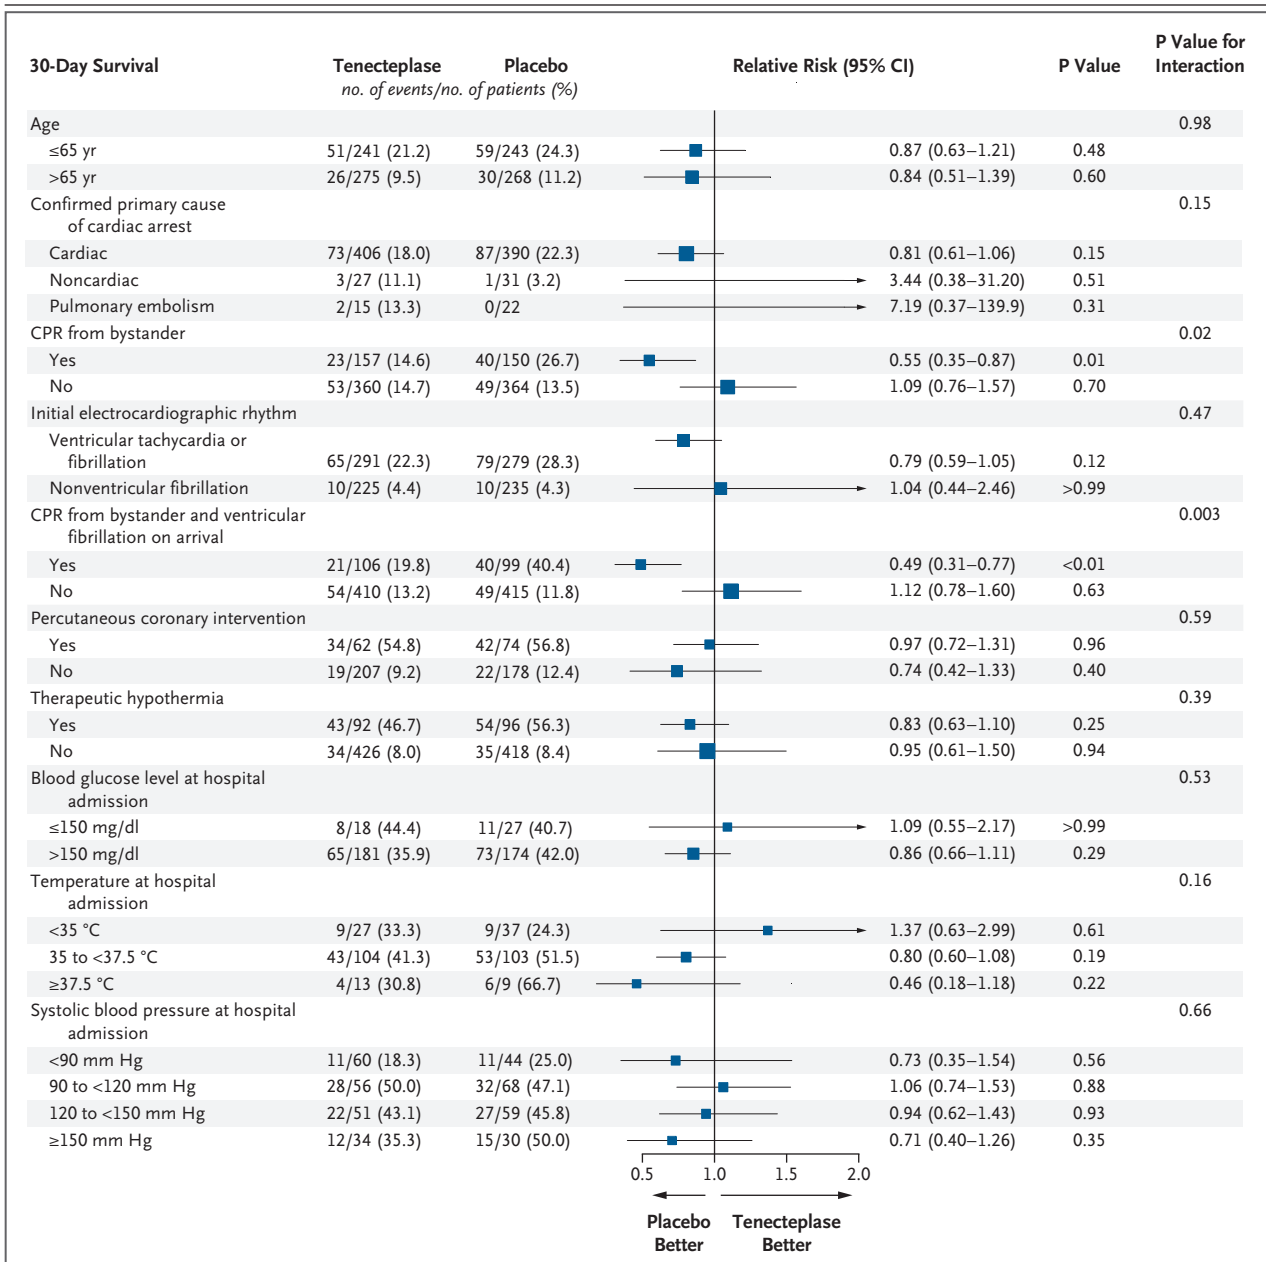 P Value for
30-Day Survival Tenecteplase Placebo Relative Risk (95% CI) P Value Interaction
no. of events/no. of patients (%)
Age 0.98
≤65 yr 51/241 (21.2) 59/243 (24.3) 0.87 (0.63–1.21) 0.48
>65 yr 26/275 (9.5) 30/268 (11.2) 0.84 (0.51–1.39) 0.60
Confirmed primary cause 0.15
of cardiac arrest
Cardiac 73/406 (18.0) 87/390 (22.3) 0.81 (0.61–1.06) 0.15
Noncardiac 3/27 (11.1) 1/31 (3.2) 3.44 (0.38–31.20) 0.51
Pulmonary embolism 2/15 (13.3) 0/22 7.19 (0.37–139.9) 0.31
CPR from bystander 0.02
Yes 23/157 (14.6) 40/150 (26.7) 0.55 (0.35–0.87) 0.01
No 53/360 (14.7) 49/364 (13.5) 1.09 (0.76–1.57) 0.70
Initial electrocardiographic rhythm 0.47
Ventricular tachycardia or
fibrillation 65/291 (22.3) 79/279 (28.3) 0.79 (0.59–1.05) 0.12
Nonventricular fibrillation 10/225 (4.4) 10/235 (4.3) 1.04 (0.44–2.46) >0.99
CPR from bystander and ventricular 0.003
fibrillation on arrival
Yes 21/106 (19.8) 40/99 (40.4) 0.49 (0.31–0.77) <0.01
No 54/410 (13.2) 49/415 (11.8) 1.12 (0.78–1.60) 0.63
Percutaneous coronary intervention 0.59
Yes 34/62 (54.8) 42/74 (56.8) 0.97 (0.72–1.31) 0.96
No 19/207 (9.2) 22/178 (12.4) 0.74 (0.42–1.33) 0.40
Therapeutic hypothermia 0.39
Yes 43/92 (46.7) 54/96 (56.3) 0.83 (0.63–1.10) 0.25
No 34/426 (8.0) 35/418 (8.4) 0.95 (0.61–1.50) 0.94
Blood glucose level at hospital 0.53
admission
≤150 mg/dl 8/18 (44.4) 11/27 (40.7) 1.09 (0.55–2.17) >0.99
>150 mg/dl 65/181 (35.9) 73/174 (42.0) 0.86 (0.66–1.11) 0.29
Temperature at hospital 0.16
admission
<35 °C 9/27 (33.3) 9/37 (24.3) 1.37 (0.63–2.99) 0.61
35 to <37.5 °C 43/104 (41.3) 53/103 (51.5) 0.80 (0.60–1.08) 0.19
≥37.5 °C 4/13 (30.8) 6/9 (66.7) 0.46 (0.18–1.18) 0.22
Systolic blood pressure at hospital 0.66
admission
<90 mm Hg 11/60 (18.3) 11/44 (25.0) 0.73 (0.35–1.54) 0.56
90 to <120 mm Hg 28/56 (50.0) 32/68 (47.1) 1.06 (0.74–1.53) 0.88
120 to <150 mm Hg 22/51 (43.1) 27/59 (45.8) 0.94 (0.62–1.43) 0.93
≥150 mm Hg 12/34 (35.3) 15/30 (50.0) 0.71 (0.40–1.26) 0.35
0.5 1.0 1.5 2.0
Placebo Tenecteplase
Better Better